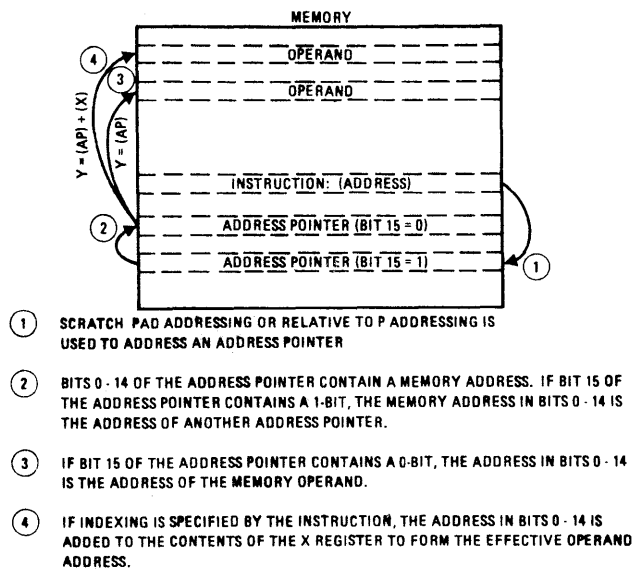 MEMORY
4
OPERAND
3
OPERAND
Y = (AP) + (X)
Y = (AP)
INSTRUCTION: (ADDRESS)
2
ADDRESS POINTER (BIT 15 = 0)
ADDRESS POINTER (BIT 15 = 1)
1
1 SCRATCH PAD ADDRESSING OR RELATIVE TO P ADDRESSING IS
USED TO ADDRESS AN ADDRESS POINTER
2 BITS 0 - 14 OF THE ADDRESS POINTER CONTAIN A MEMORY ADDRESS. IF BIT 15 OF
THE ADDRESS POINTER CONTAINS A 1-BIT, THE MEMORY ADDRESS IN BITS 0 - 14 IS
THE ADDRESS OF ANOTHER ADDRESS POINTER.
3 IF BIT 15 OF THE ADDRESS POINTER CONTAINS A 0-BIT, THE ADDRESS IN BITS 0 - 14
IS THE ADDRESS OF THE MEMORY OPERAND.
4 IF INDEXING IS SPECIFIED BY THE INSTRUCTION, THE ADDRESS IN BITS 0 - 14 IS
ADDED TO THE CONTENTS OF THE X REGISTER TO FORM THE EFFECTIVE OPERAND
ADDRESS.